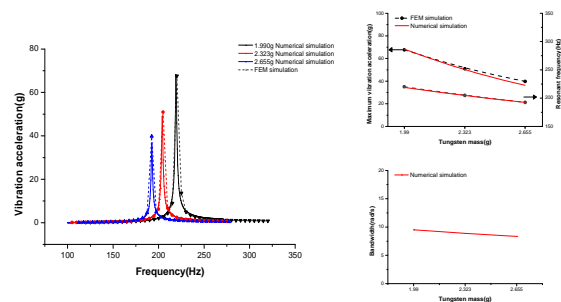 1.990g Numerical simulation
2.323g Numerical simulation
2.655g Numerical simulation
FEM simulation
Vibration acceleration(g)
80
60
40
20
0
100 150 200 250 300 350
Frequency(Hz)
FEM simulation
Numerical simulation
Maximum vibration acceleration(g)
100
80
60
40
20
0
Resonant frequency(Hz)
350
300
250
200
150
1.99 2.323 2.655
Tungsten mass(g)
Numerical simulation
Bandwidth(rad/s)
20
15
10
5
0
1.99 2.323 2.655
Tungsten mass(g)